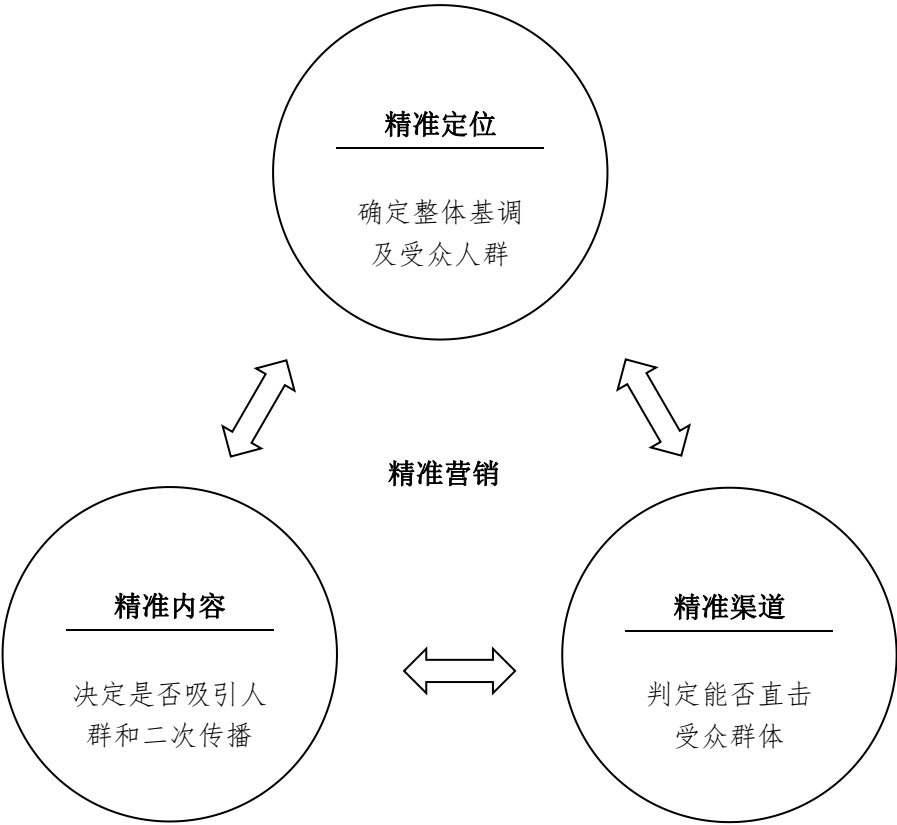 精准定位
确定整体基调
及受众人群
精准营销
精准内容
决定是否吸引人
群和二次传播
精准渠道
判定能否直击
受众群体